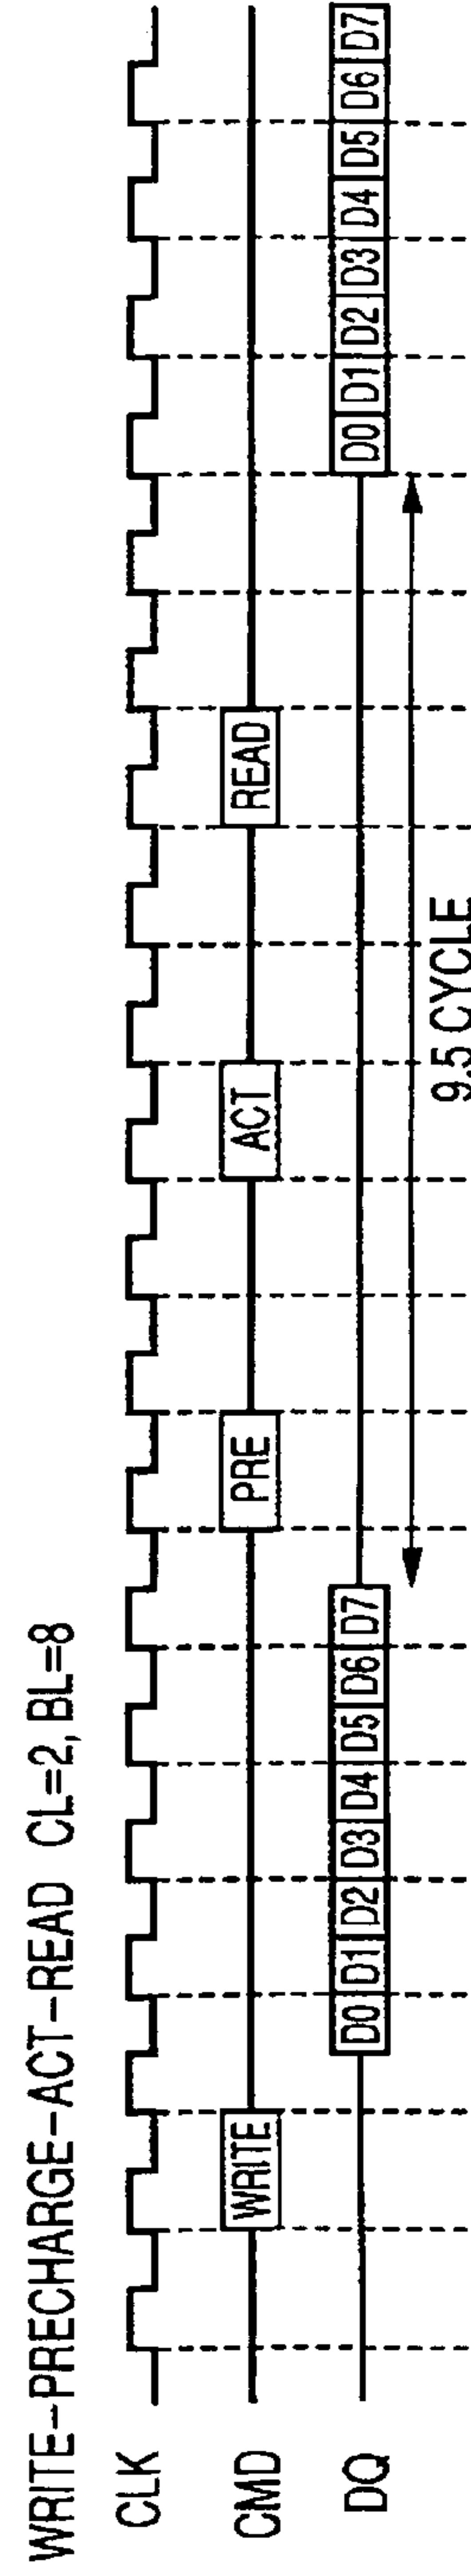 WRITE-PRECHARGE-ACT-READ CL=2, BL=8
CLK
CMD WRITE PRE ACT READ
DQ D0 D1 D2 D3 D4 D5 D6 D7 D0 D1 D2 D3 D4 D5 D6 D7
9.5 CYCLE